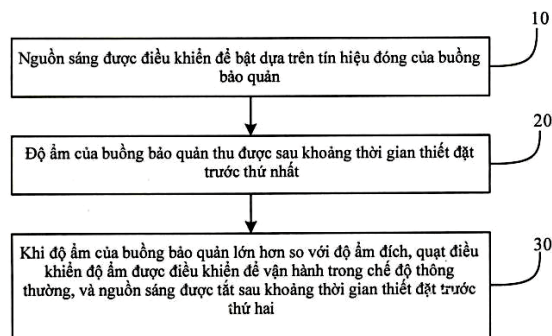 10
Nguồn sáng được điều khiển để bật dựa trên tín hiệu đóng của buồng
bảo quản
20
Độ ẩm của buồng bảo quản thu được sau khoảng thời gian thiết đặt
trước thứ nhất
30
Khi độ ẩm của buồng bảo quản lớn hơn so với độ ẩm đích, quạt điều
khiển độ ẩm được điều khiển để vận hành trong chế độ thông
thường, và nguồn sáng được tắt sau khoảng thời gian thiết đặt trước
thứ hai